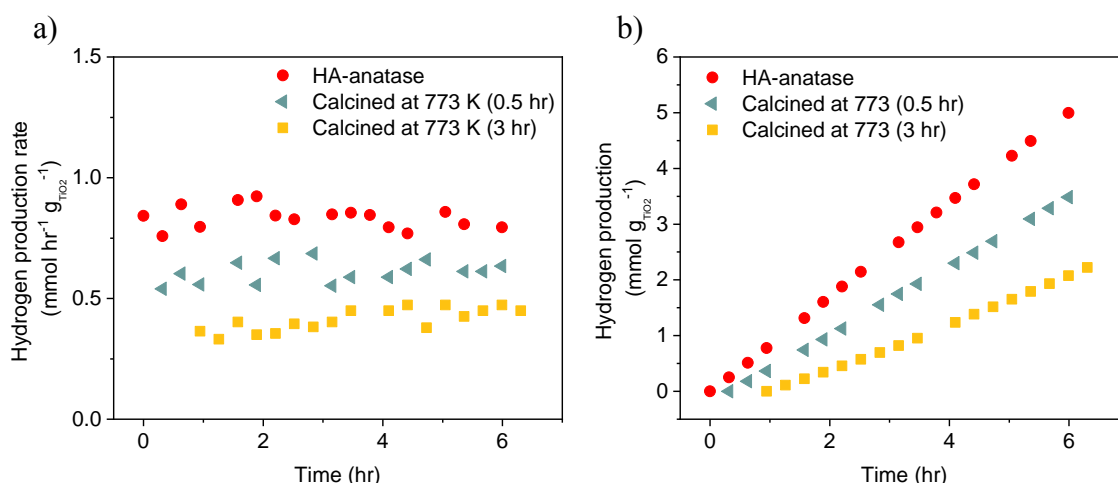 a)
1.5
1.0
0.5
0.0
Hydrogen production rate
(mmol hr⁻¹ g_TiO2⁻¹)
HA-anatase
Calcined at 773 K (0.5 hr)
Calcined at 773 K (3 hr)
0 2 4 6
Time (hr)
b)
6
5
4
3
2
1
0
Hydrogen production
(mmol g_TiO2⁻¹)
HA-anatase
Calcined at 773 (0.5 hr)
Calcined at 773 (3 hr)
0 2 4 6
Time (hr)